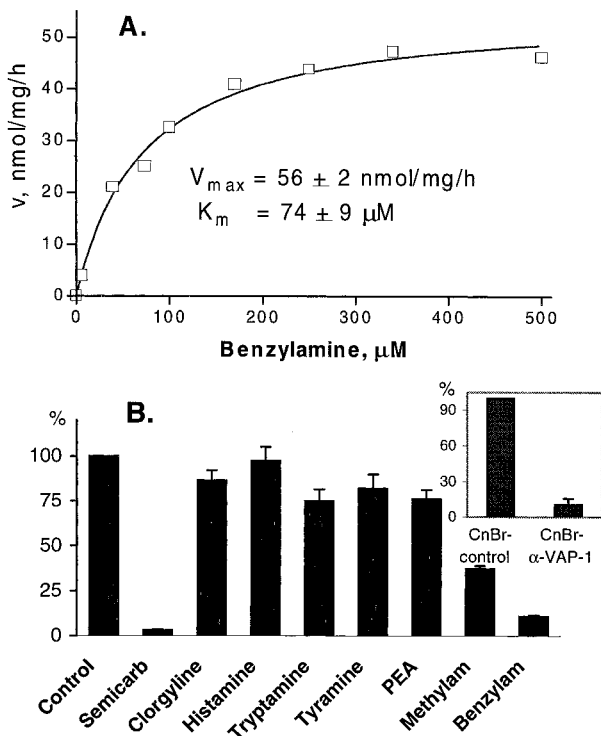 A.
50
40
30
20
10
0
v, nmol/mg/h
Vmax = 56 ± 2 nmol/mg/h
Km = 74 ± 9 µM
0 100 200 300 400 500
Benzylamine, µM
B.
%
100
75
50
25
0
Control
Semicarb
Clorgyline
Histamine
Tryptamine
Tyramine
PEA
Methylam
Benzylam
%
90
60
30
0
CnBr-
control
CnBr-
α-VAP-1